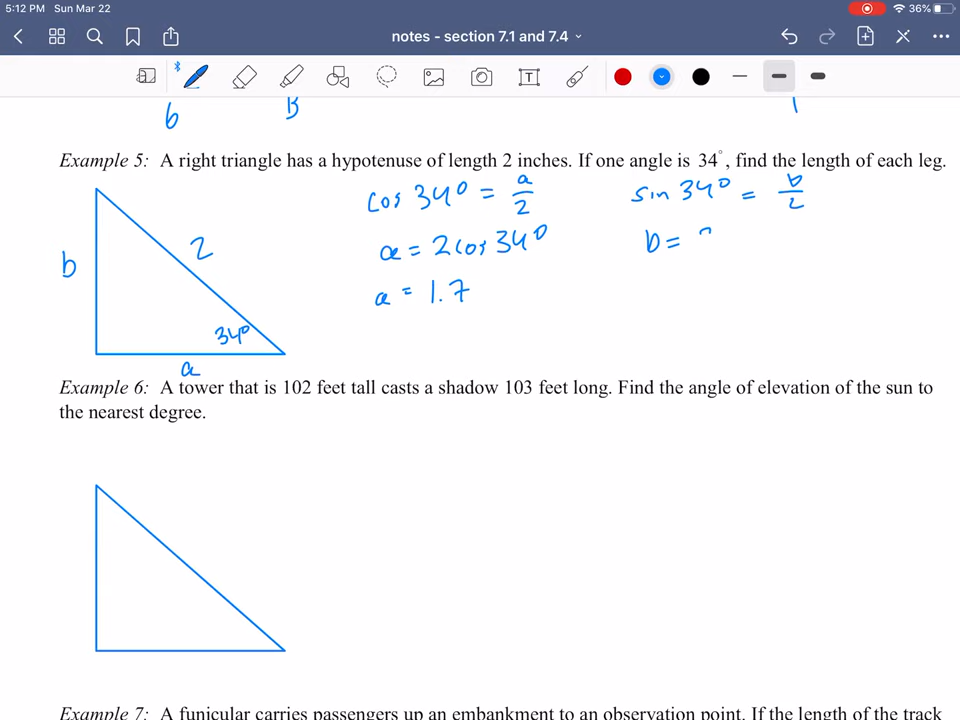 5:12 PM Sun Mar 22
36%
notes - section 7.1 and 7.4
T
6
B
Example 5: A right triangle has a hypotenuse of length 2 inches. If one angle is 34°, find the length of each leg.
cos 34° = a/2
sin 34° = b/2
b
2
a = 2cos 34°
b =
a = 1.7
34°
a
Example 6: A tower that is 102 feet tall casts a shadow 103 feet long. Find the angle of elevation of the sun to
the nearest degree.
Example 7: A funicular carries passengers up an embankment to an observation point. If the length of the track